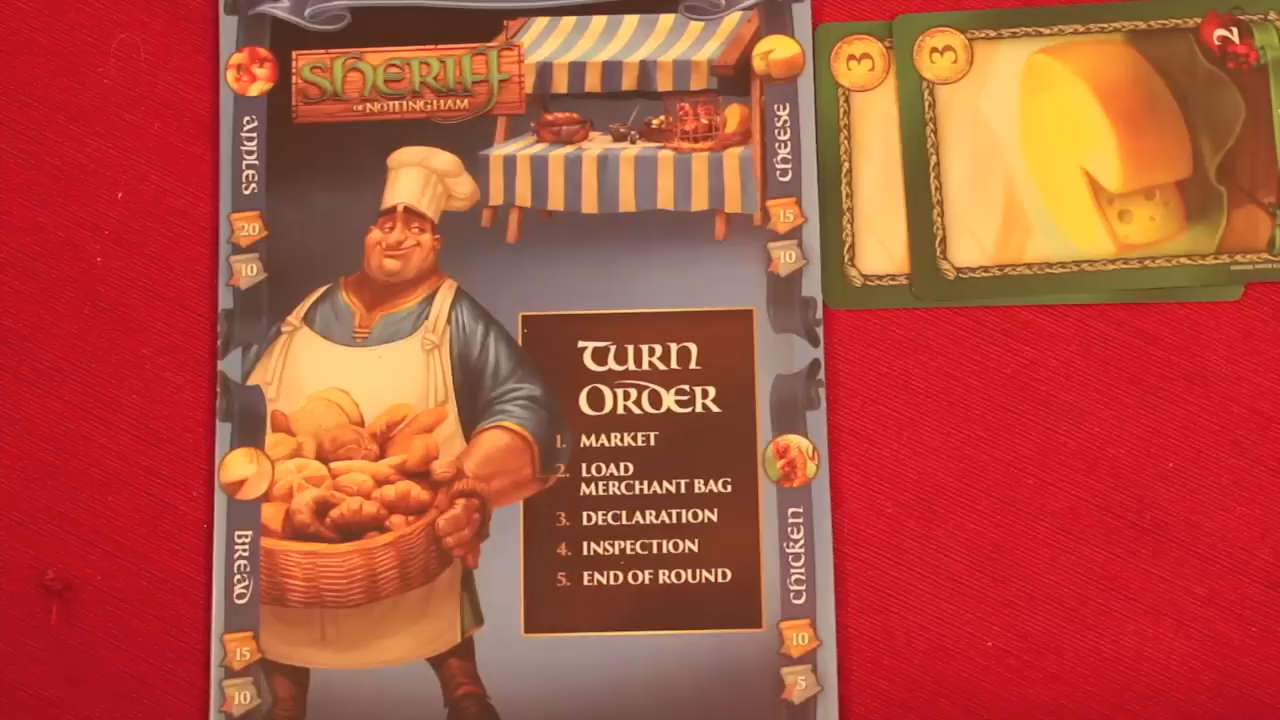 SHERIFF
OF NOTTINGHAM
APPLES
20
10
CHEESE
15
10
3
3
2
TURN
ORDER
1. MARKET
2. LOAD
MERCHANT BAG
3. DECLARATION
4. INSPECTION
5. END OF ROUND
BREAD
15
10
CHICKEN
10
5